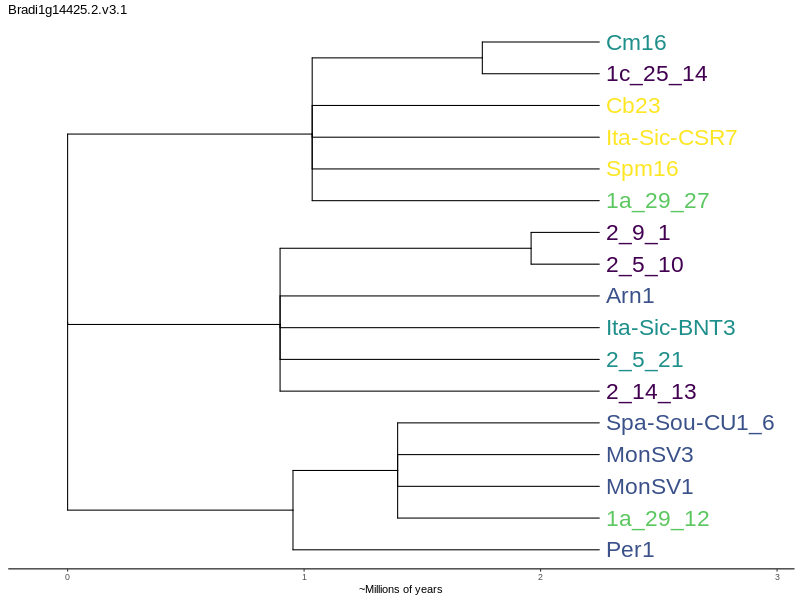 Bradi1g14425.2.v3.1
Cm16
1c_25_14
Cb23
Ita-Sic-CSR7
Spm16
1a_29_27
2_9_1
2_5_10
Arn1
Ita-Sic-BNT3
2_5_21
2_14_13
Spa-Sou-CU1_6
MonSV3
MonSV1
1a_29_12
Per1
0 1 2 3
~Millions of years